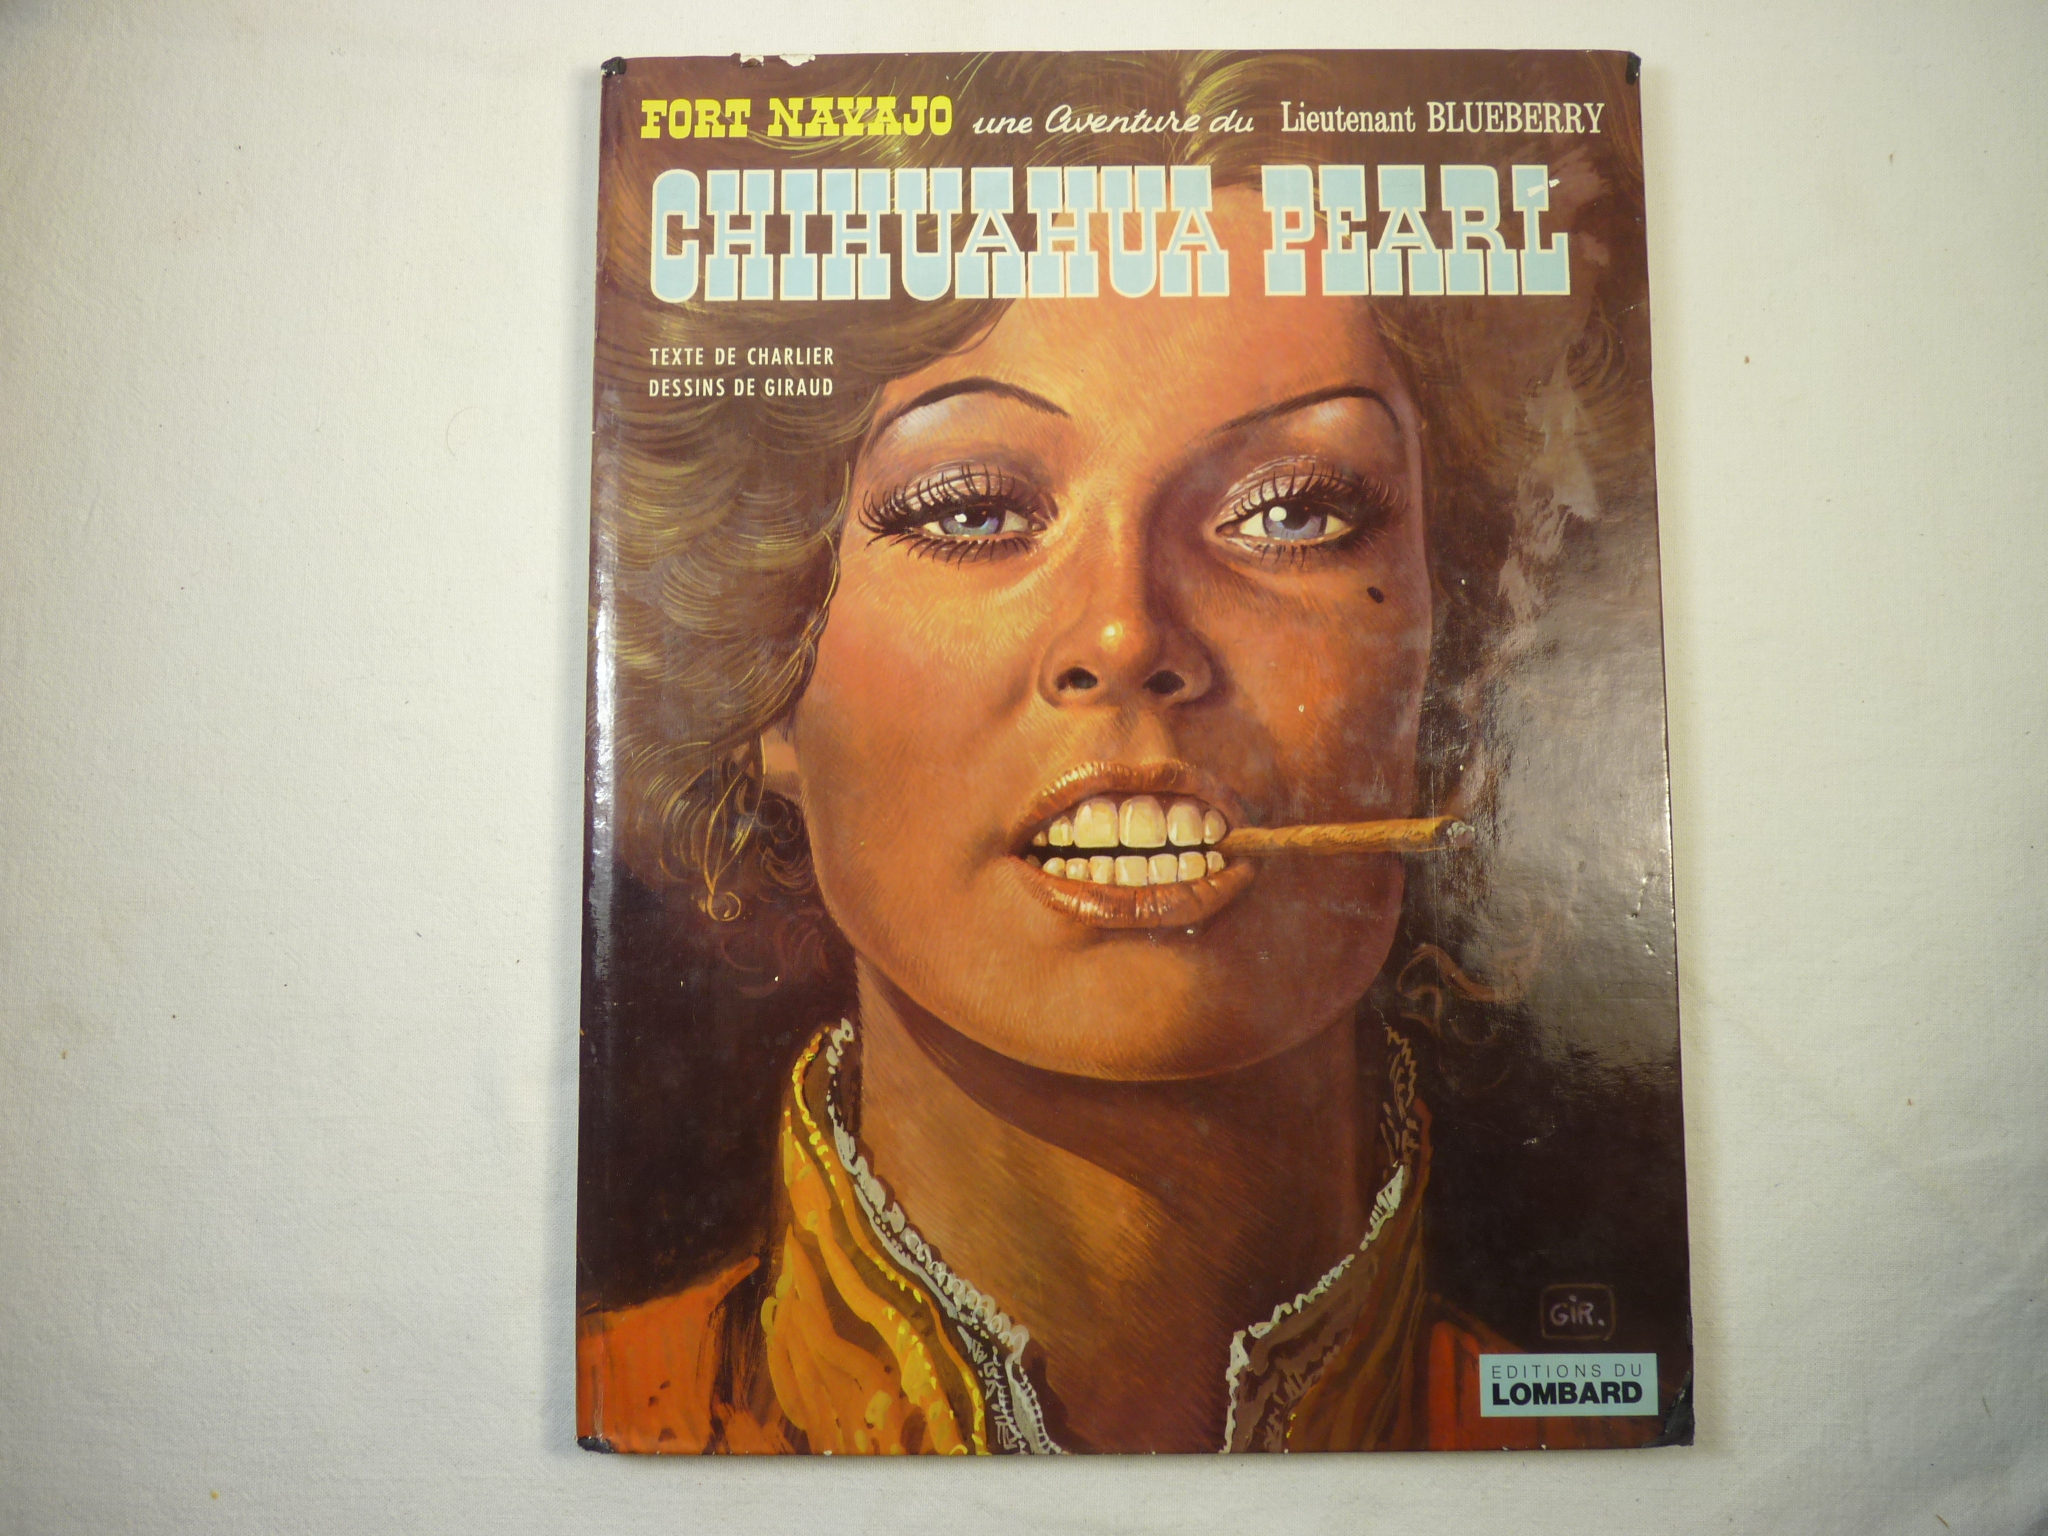 FORT NAVAJO une Aventure du Lieutenant BLUEBERRY
CHIHUAHUA PEARL
TEXTE DE CHARLIER
DESSINS DE GIRAUD
GIR.
EDITIONS DU
LOMBARD